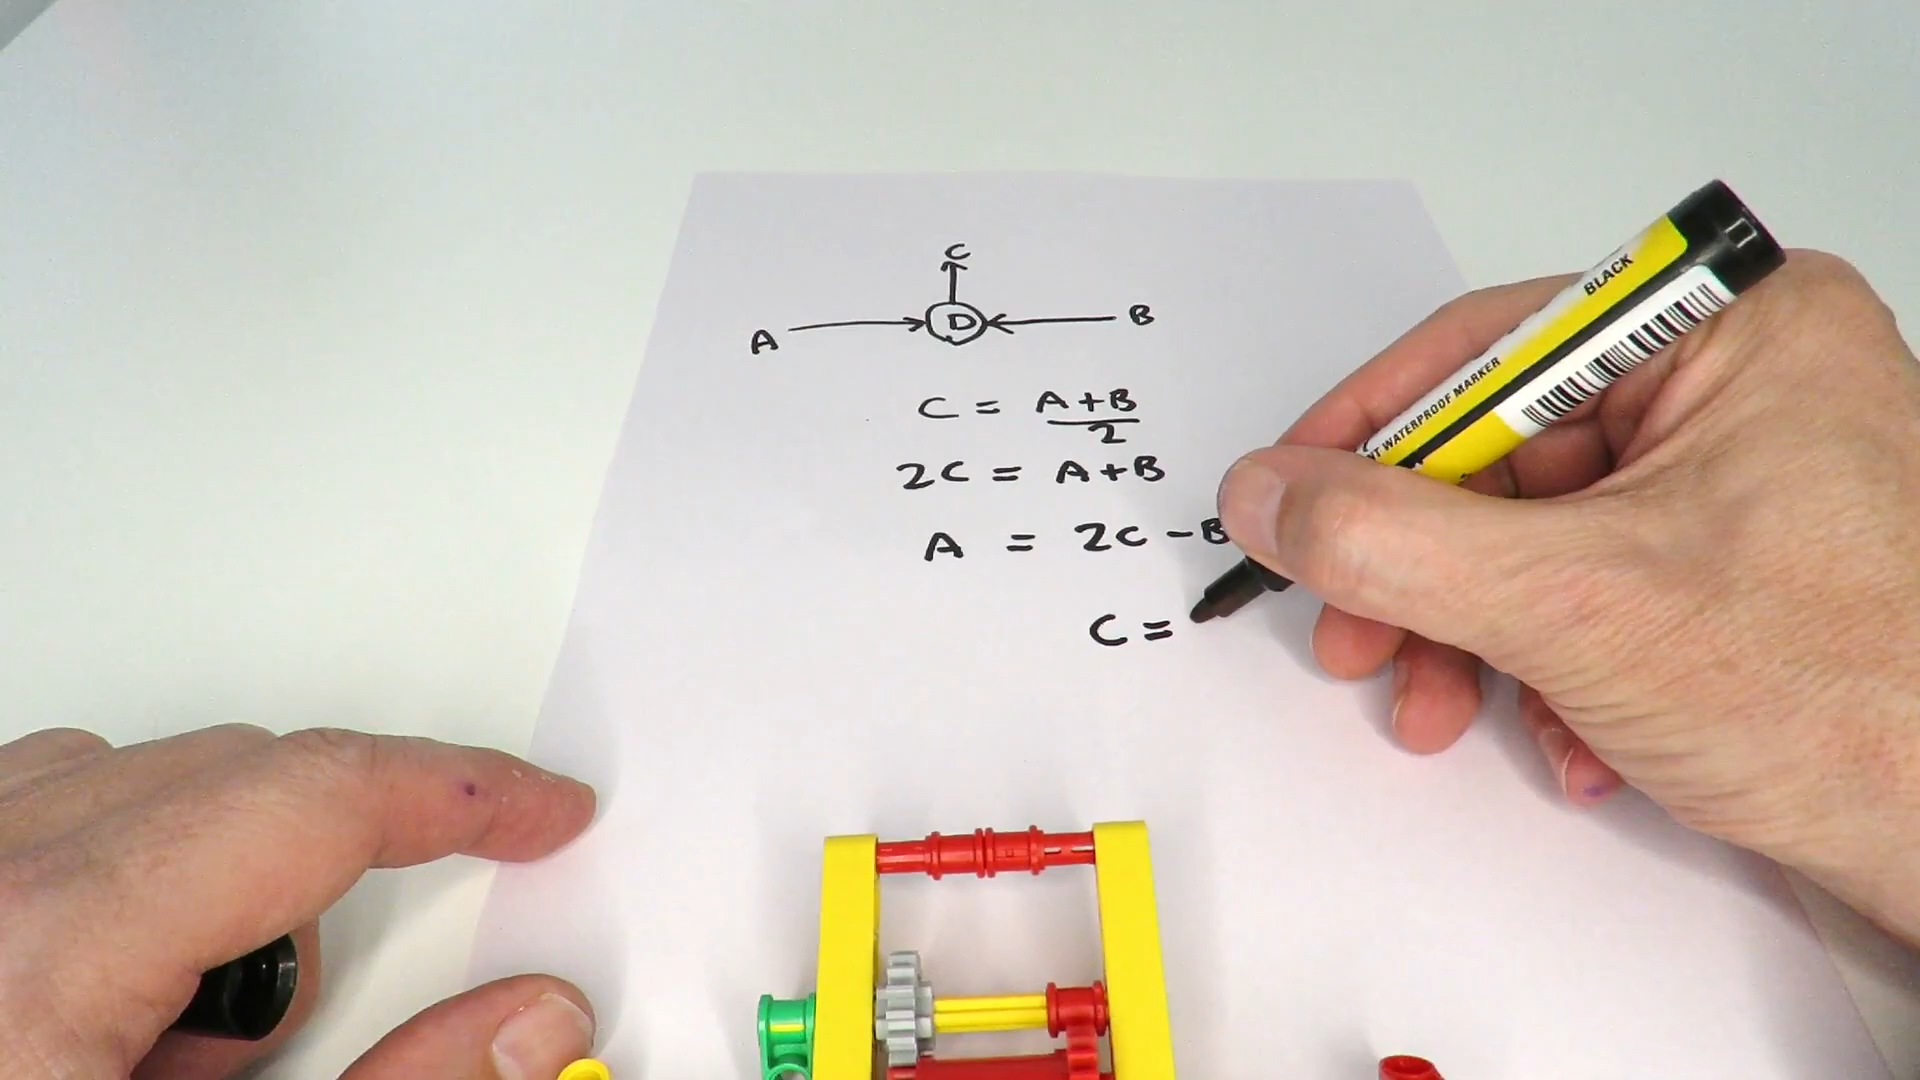 C
A D B
C = A+B
2
2C = A+B
A = 2C - B
C =
BLACK
WATERPROOF MARKER